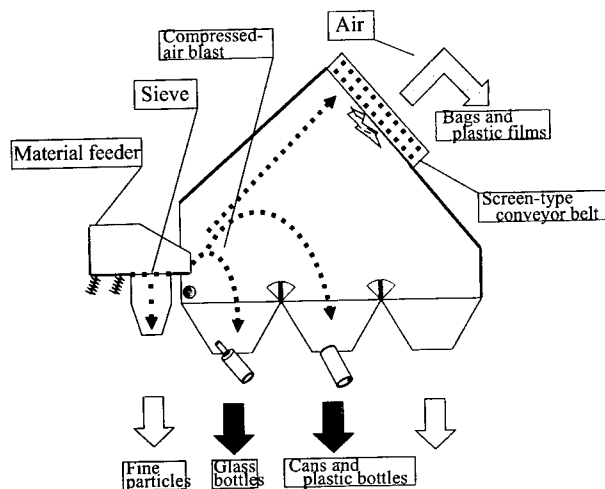 Air
Compressed-
air blast
Sieve
Bags and
plastic films
Material feeder
Screen-type
conveyor belt
Fine
particles
Glass
bottles
Cans and
plastic bottles